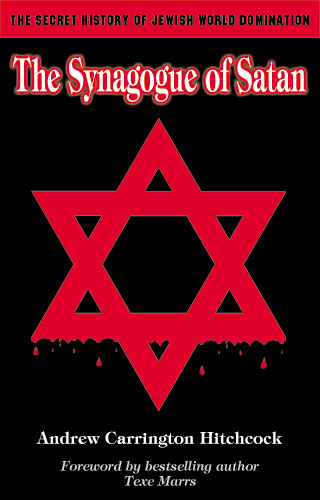 THE SECRET HISTORY OF JEWISH WORLD DOMINATION
The Synagogue of Satan
Andrew Carrington Hitchcock
Foreword by bestselling author
Texe Marrs